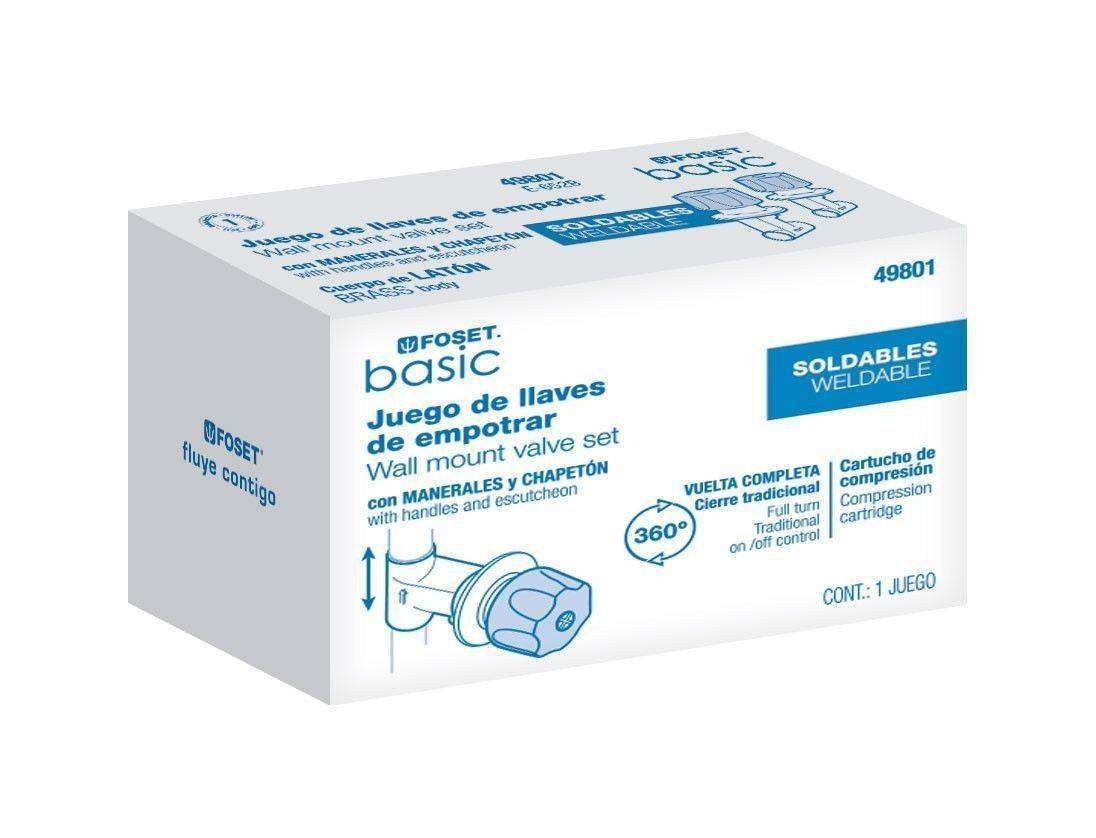 1
49801
Juego de llaves de empotrar
Wall mount valve set
con MANERALES y CHAPETÓN
with handles and escutcheon
Cuerpo de LATÓN
BRASS body
SOLDABLES
WELDABLE
FOSET.
basic
FOSET
fluye contigo
FOSET.
basic
Juego de llaves
de empotrar
Wall mount valve set
con MANERALES y CHAPETÓN
with handles and escutcheon
49801
SOLDABLES
WELDABLE
360°
VUELTA COMPLETA
Cierre tradicional
Full turn
Traditional
on /off control
Cartucho de
compresión
Compression
cartridge
CONT.: 1 JUEGO